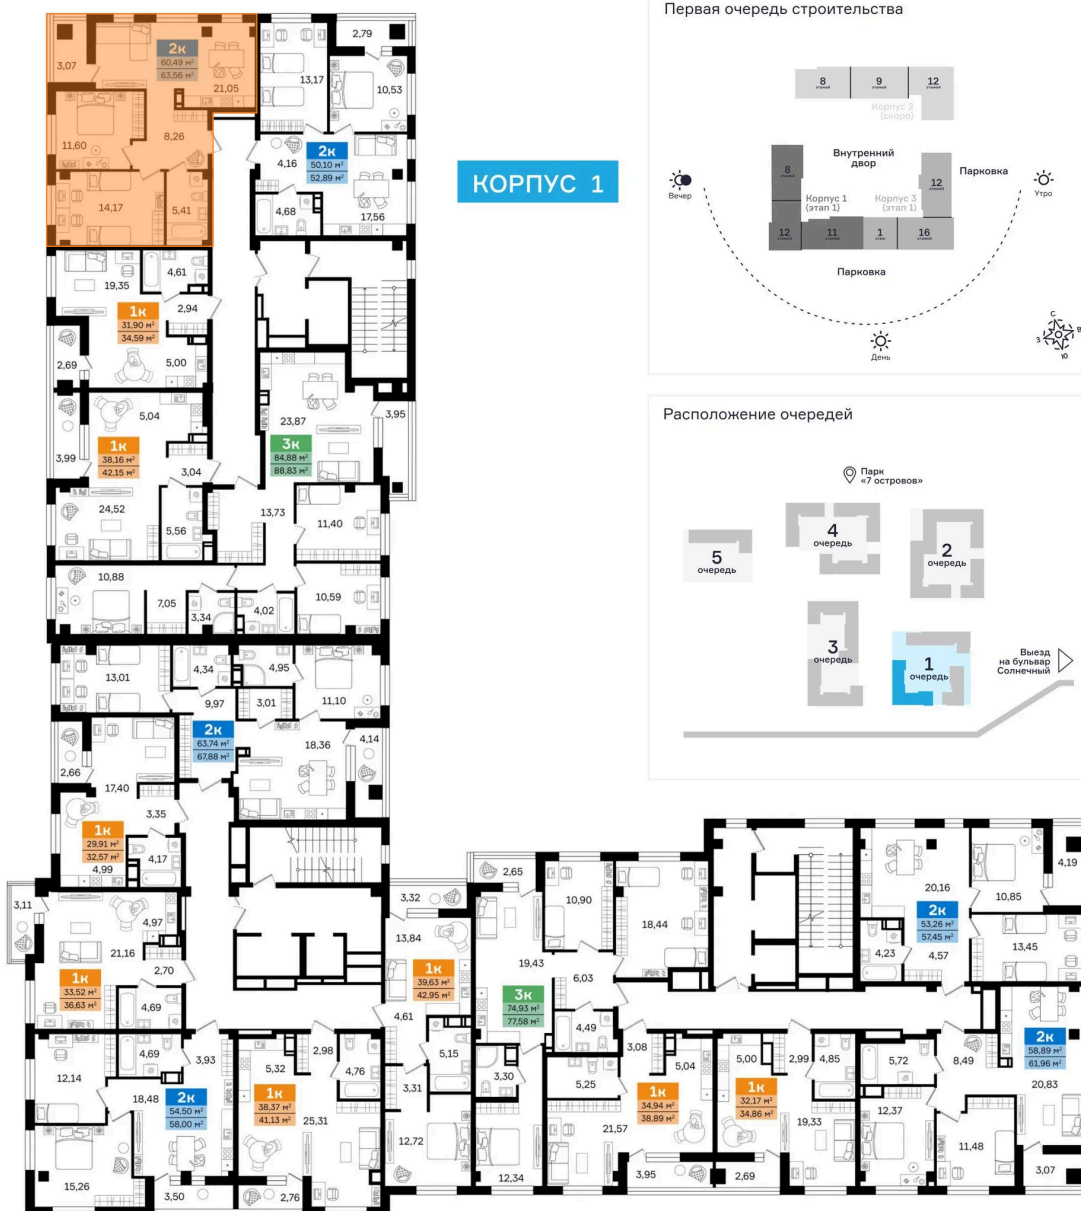 3,07
2к
60,49 м²
63,56 м²
21,05
11,60
8,26
14,17
5,41
2,79
13,17
10,53
4,16
2к
50,10 м²
52,89 м²
4,68
17,56
КОРПУС 1
19,35
4,61
1к
31,90 м²
34,59 м²
2,94
2,69
5,00
5,04
3,99
1к
38,16 м²
42,15 м²
3,04
24,52
5,56
23,87
3,95
3к
84,88 м²
88,83 м²
13,73
11,40
10,88
7,05
3,34
4,02
10,59
13,01
4,34
4,95
9,97
3,01
11,10
2к
63,74 м²
67,88 м²
18,36
4,14
2,66
17,40
3,35
1к
29,91 м²
32,57 м²
4,99
4,17
3,11
4,97
21,16
2,70
1к
33,52 м²
36,63 м²
4,69
12,14
4,69
3,93
18,48
2к
54,50 м²
58,00 м²
15,26
3,50
5,32
2,98
4,76
1к
38,37 м²
41,13 м²
25,31
2,76
3,32
13,84
1к
39,63 м²
42,95 м²
4,61
5,15
3,31
12,72
2,65
10,90
18,44
19,43
6,03
3к
74,93 м²
77,58 м²
4,49
3,30
5,25
12,34
3,08
5,04
1к
34,94 м²
38,89 м²
21,57
3,95
5,00
2,99
4,85
1к
32,17 м²
34,86 м²
19,33
2,69
20,16
10,85
4,19
2к
53,26 м²
57,45 м²
4,23
4,57
13,45
5,72
8,49
2к
58,89 м²
61,96 м²
20,83
12,37
11,48
3,07
Первая очередь строительства
8
этажей
9
этажей
12
этажей
Корпус 2
(скоро)
Внутренний
двор
8
этажей
12
этажей
Парковка
Вечер
Утро
Корпус 1
(этап 1)
Корпус 3
(этап 1)
12
этажей
11
этажей
1
этаж
16
этажей
Парковка
День
С
В
З
Ю
Расположение очередей
Парк
«7 островов»
5
очередь
4
очередь
2
очередь
3
очередь
1
очередь
Выезд
на бульвар
Солнечный